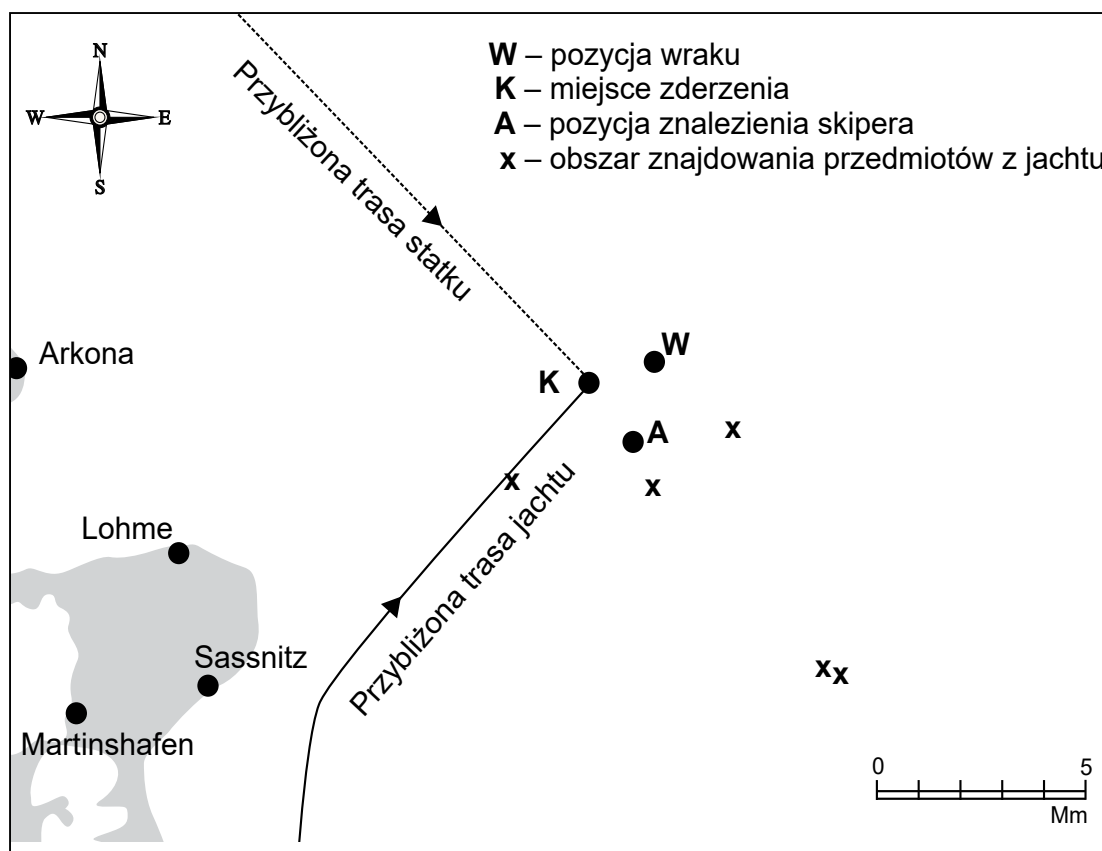 N
W
E
S
W – pozycja wraku
K – miejsce zderzenia
A – pozycja znalezienia skipera
x – obszar znajdowania przedmiotów z jachtu
Przybliżona trasa statku
Arkona
W
K
A
x
x
x
Przybliżona trasa jachtu
Lohme
Sassnitz
xx
Martinshafen
0 5
Mm